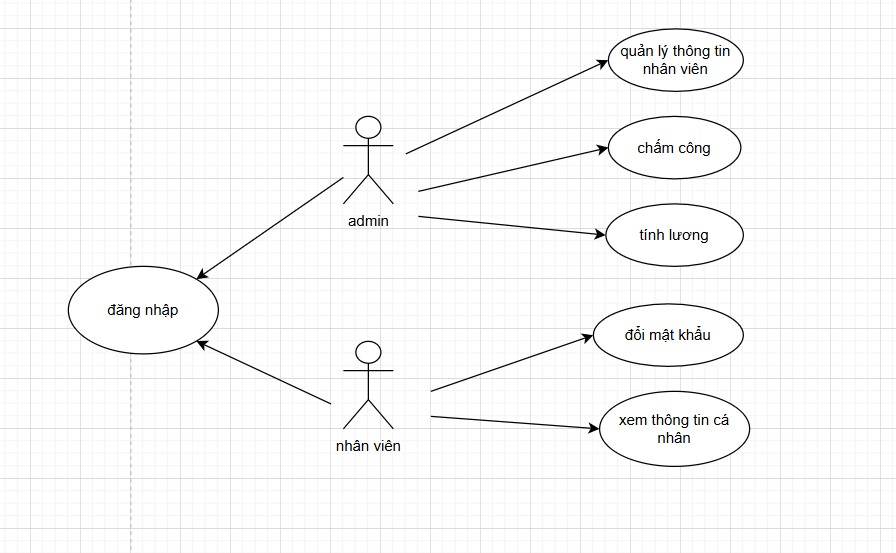 quản lý thông tin
nhân viên
chấm công
admin
tính lương
đăng nhập
đổi mật khẩu
nhân viên
xem thông tin cá
nhân